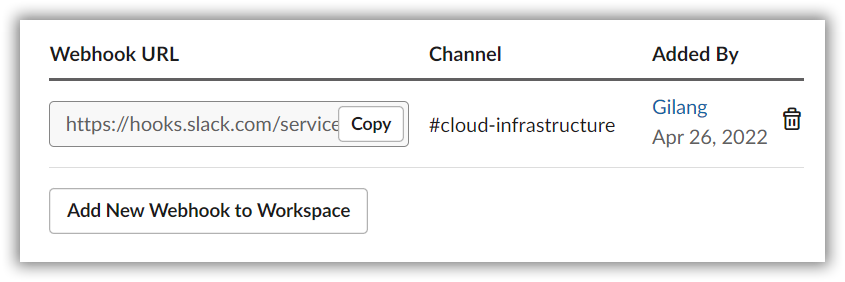 Webhook URL Channel Added By
https://hooks.slack.com/service Copy #cloud-infrastructure Gilang
Apr 26, 2022
Add New Webhook to Workspace